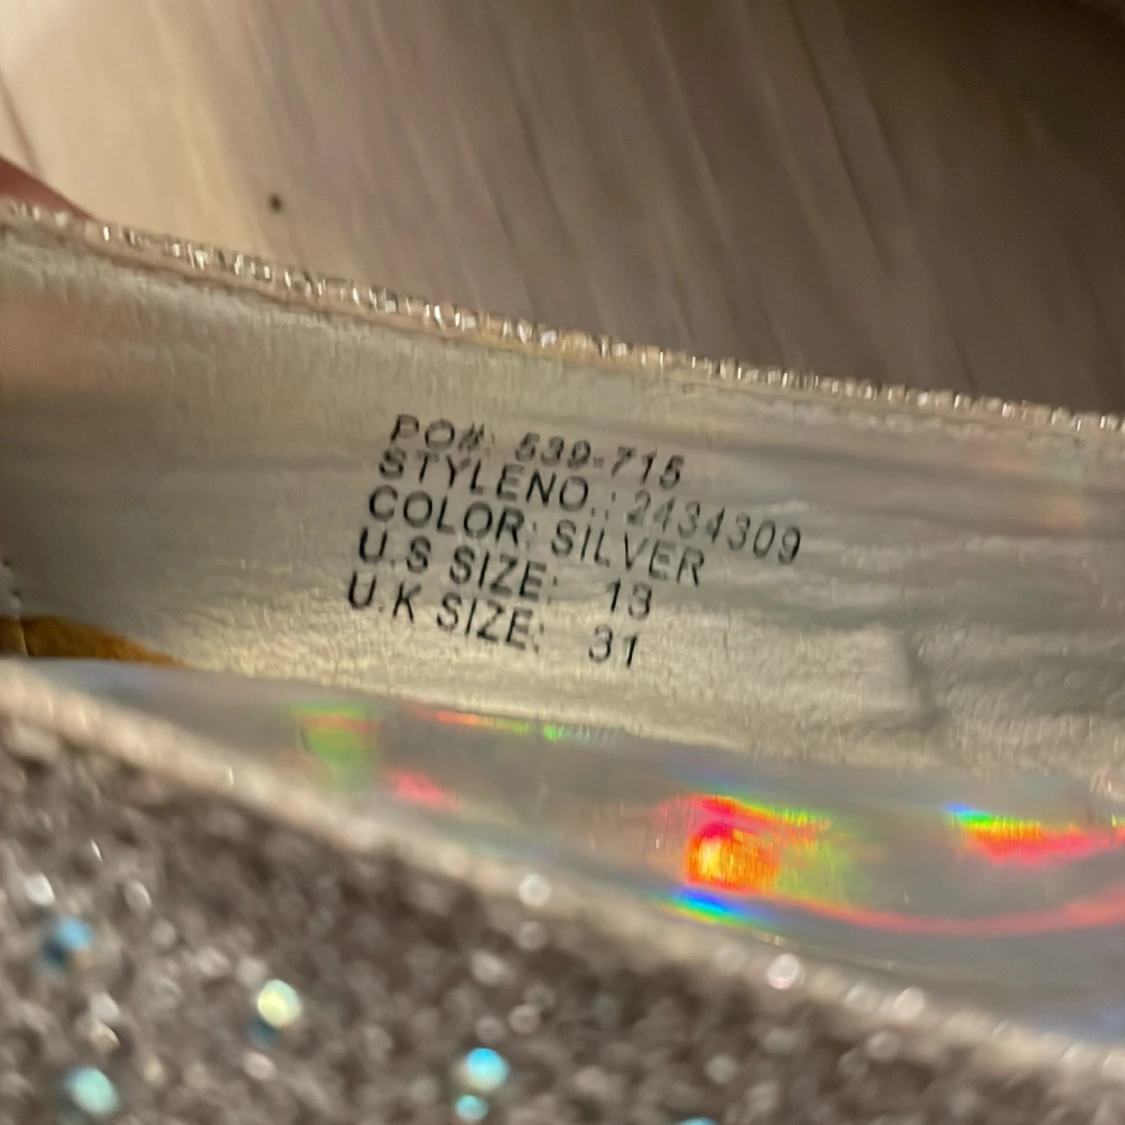 PO#: 539-715
STYLENO.: 2434309
COLOR: SILVER
U.S SIZE: 13
U.K SIZE: 31